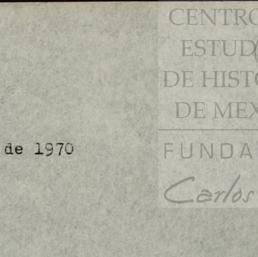 CENTRO
ESTUD
DE HISTO
DE MEX
de 1970
FUNDA
Carlos